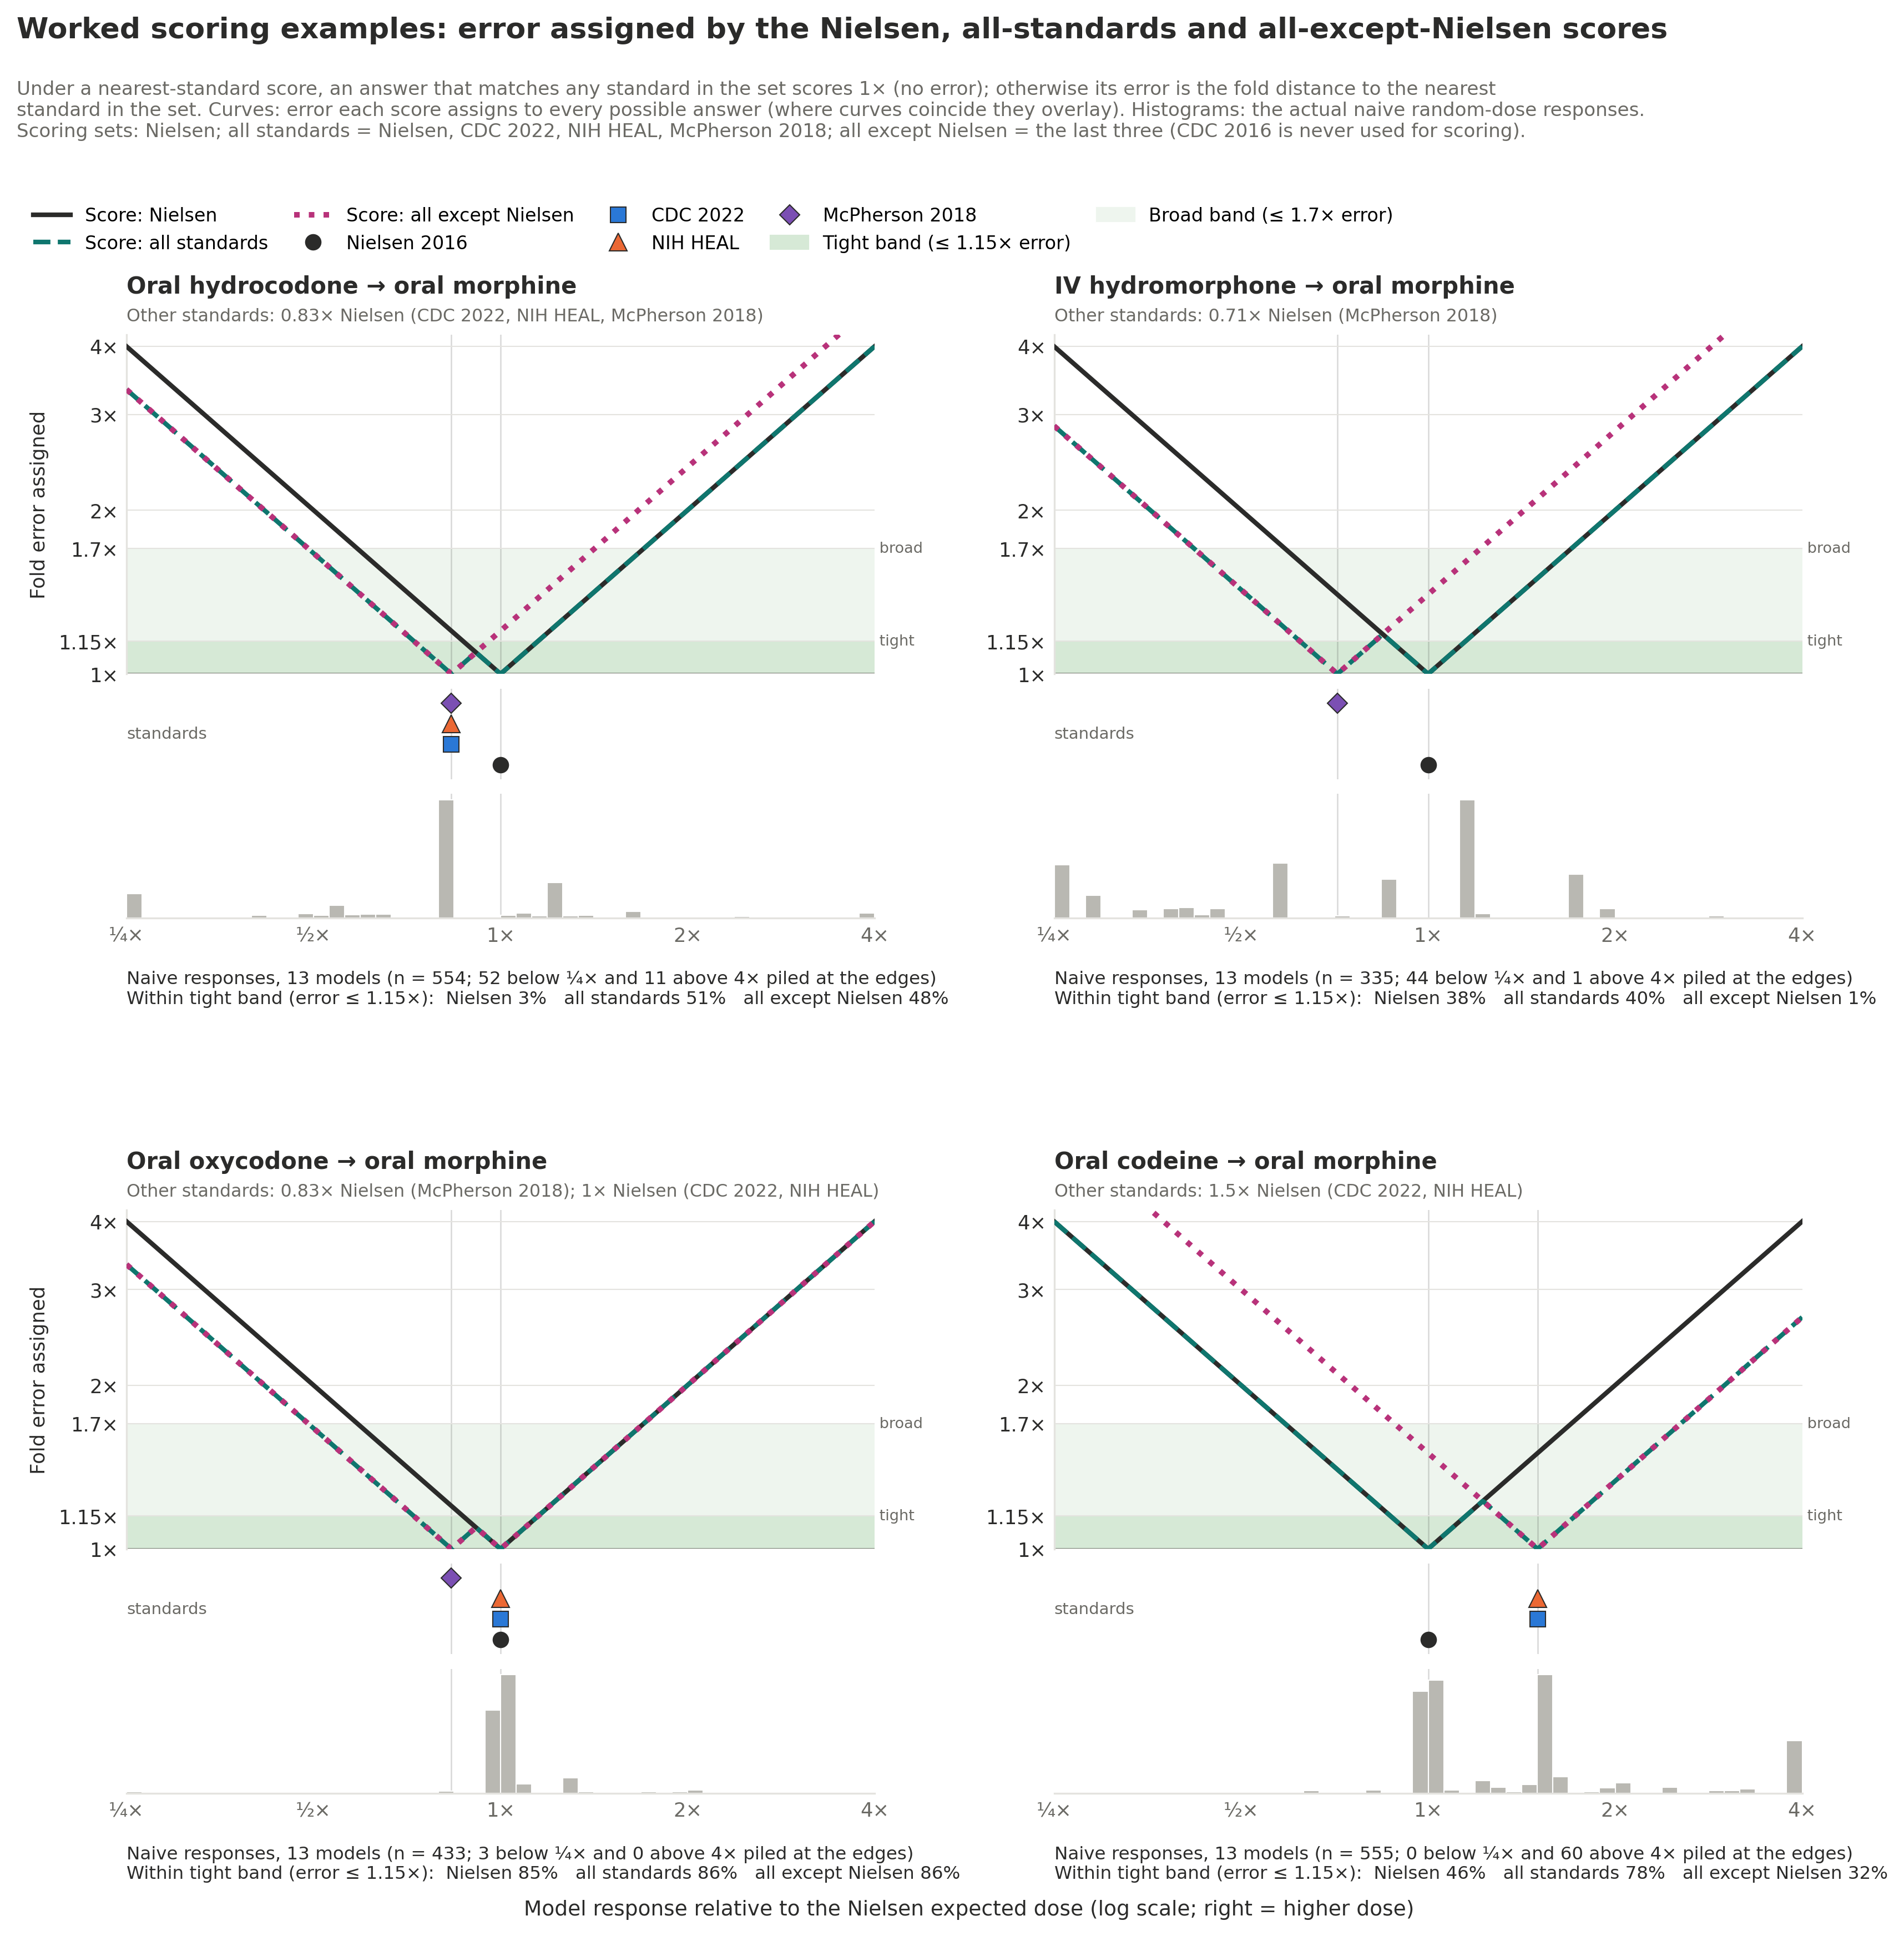 Worked scoring examples: error assigned by the Nielsen, all-standards and all-except-Nielsen scores
Under a nearest-standard score, an answer that matches any standard in the set scores 1× (no error); otherwise its error is the fold distance to the nearest
standard in the set. Curves: error each score assigns to every possible answer (where curves coincide they overlay). Histograms: the actual naive random-dose responses.
Scoring sets: Nielsen; all standards = Nielsen, CDC 2022, NIH HEAL, McPherson 2018; all except Nielsen = the last three (CDC 2016 is never used for scoring).
Score: Nielsen
Score: all except Nielsen
CDC 2022
McPherson 2018
Broad band (≤ 1.7× error)
Score: all standards
Nielsen 2016
NIH HEAL
Tight band (≤ 1.15× error)
Oral hydrocodone → oral morphine
Other standards: 0.83× Nielsen (CDC 2022, NIH HEAL, McPherson 2018)
Fold error assigned
4×
3×
2×
1.7×
1.15×
1×
broad
tight
standards
¼×
½×
1×
2×
4×
Naive responses, 13 models (n = 554; 52 below ¼× and 11 above 4× piled at the edges)
Within tight band (error ≤ 1.15×): Nielsen 3% all standards 51% all except Nielsen 48%
IV hydromorphone → oral morphine
Other standards: 0.71× Nielsen (McPherson 2018)
4×
3×
2×
1.7×
1.15×
1×
broad
tight
standards
¼×
½×
1×
2×
4×
Naive responses, 13 models (n = 335; 44 below ¼× and 1 above 4× piled at the edges)
Within tight band (error ≤ 1.15×): Nielsen 38% all standards 40% all except Nielsen 1%
Oral oxycodone → oral morphine
Other standards: 0.83× Nielsen (McPherson 2018); 1× Nielsen (CDC 2022, NIH HEAL)
Fold error assigned
4×
3×
2×
1.7×
1.15×
1×
broad
tight
standards
¼×
½×
1×
2×
4×
Naive responses, 13 models (n = 433; 3 below ¼× and 0 above 4× piled at the edges)
Within tight band (error ≤ 1.15×): Nielsen 85% all standards 86% all except Nielsen 86%
Oral codeine → oral morphine
Other standards: 1.5× Nielsen (CDC 2022, NIH HEAL)
4×
3×
2×
1.7×
1.15×
1×
broad
tight
standards
¼×
½×
1×
2×
4×
Naive responses, 13 models (n = 555; 0 below ¼× and 60 above 4× piled at the edges)
Within tight band (error ≤ 1.15×): Nielsen 46% all standards 78% all except Nielsen 32%
Model response relative to the Nielsen expected dose (log scale; right = higher dose)